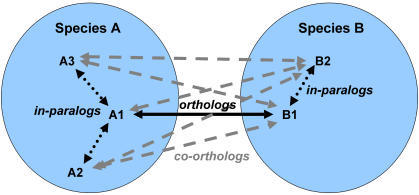 Species A
Species B
A3
B2
in-paralogs
A1
orthologs
B1
in-paralogs
A2
co-orthologs